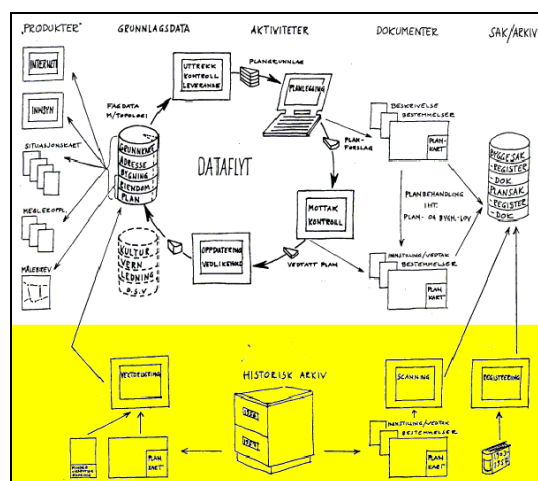 „PRODUKTER"
GRUNNLAGSDATA
AKTIVITETER
DOKUMENTER
SAK/ARKIV
INTERNETT
INNSYN
SITUASJONSKART
MEGLEROPPL.
MÅLEBREV
FAGDATA
M/TOPOLOGI
GRUNNKART
ADRESSE
BYGNING
EIENDOM
PLAN
KULTUR
VERN
LEDNING
O.S.V.
UTTREKK
KONTROLL
LEVERANSE
PLANGRUNNLAG
PLANLEGGING
PLAN-
FORSLAG
DATAFLYT
MOTTAK
KONTROLL
VEDTATT PLAN
OPPDATERING
VEDLIKEHOLD
BESKRIVELSE
BESTEMMELSER
PLAN-
KART
PLANBEHANDLING
IHT.
PLAN- OG BYGN.-LOV
INNSTILLING/VEDTAK
BESTEMMELSER
PLAN
KART
BYGGESAK
-REGISTER
-DOK
PLANSAK
-REGISTER
-DOK
VEKTORISERING
PLAN
KART
HISTORISK ARKIV
SCANNING
INNSTILLING/VEDTAK
BESTEMMELSER
PLAN
KART
REGISTRERING